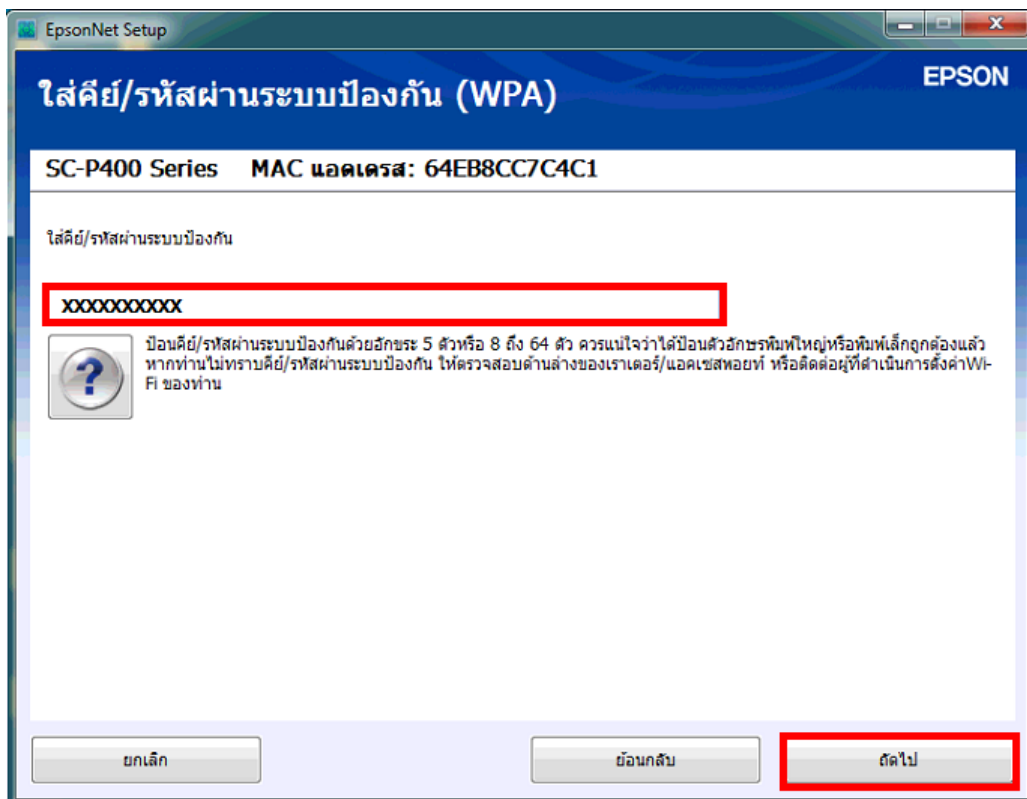 EpsonNet Setup
EPSON
ใส่คีย์/รหัสผ่านระบบป้องกัน (WPA)
SC-P400 Series MAC แอดเดรส: 64EB8CC7C4C1
ใส่คีย์/รหัสผ่านระบบป้องกัน
XXXXXXXXXX
ป้อนคีย์/รหัสผ่านระบบป้องกันด้วยอักขระ 5 ตัวหรือ 8 ถึง 64 ตัว ควรแน่ใจว่าได้ป้อนตัวอักษรพิมพ์ใหญ่หรือพิมพ์เล็กถูกต้องแล้ว
หากท่านไม่ทราบคีย์/รหัสผ่านระบบป้องกัน ให้ตรวจสอบด้านล่างของเราเตอร์/แอคเซสพอยท์ หรือติดต่อผู้ที่ดำเนินการตั้งค่าWi-
Fi ของท่าน
ยกเลิก
ย้อนกลับ
ถัดไป